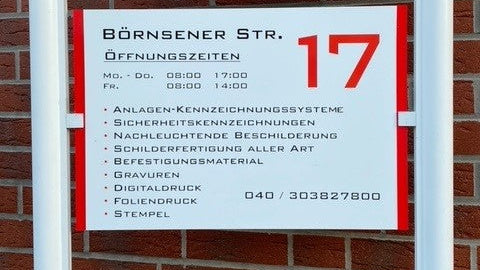 Börnsener Str. 17
Öffnungszeiten
Mo. - Do. 08:00 17:00
Fr. 08:00 14:00
• Anlagen-Kennzeichnungssysteme
• Sicherheitskennzeichnungen
• Nachleuchtende Beschilderung
• Schilderfertigung aller Art
• Befestigungsmaterial
• Gravuren
• Digitaldruck
• Foliendruck
• Stempel
040 / 303827800